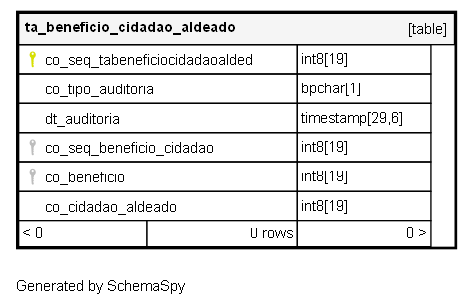 ta_beneficio_cidadao_aldeado [table]
co_seq_tabeneficiocidadaoalded int8[19]
co_tipo_auditoria bpchar[1]
dt_auditoria timestamp[29,6]
co_seq_beneficio_cidadao int8[19]
co_beneficio int8[19]
co_cidadao_aldeado int8[19]
< 0 0 rows 0 >
Generated by SchemaSpy